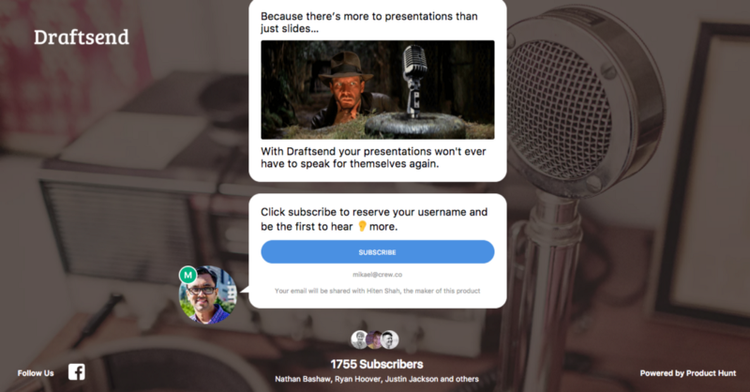 Draftsend
Because there's more to presentations than
just slides...
With Draftsend your presentations won't ever
have to speak for themselves again.
Click subscribe to reserve your username and
be the first to hear 👂more.
SUBSCRIBE
mikael@crew.co
Your email will be shared with Hiten Shah, the maker of this product
M
1755 Subscribers
Nathan Bashaw, Ryan Hoover, Justin Jackson and others
Follow Us
f
Powered by Product Hunt